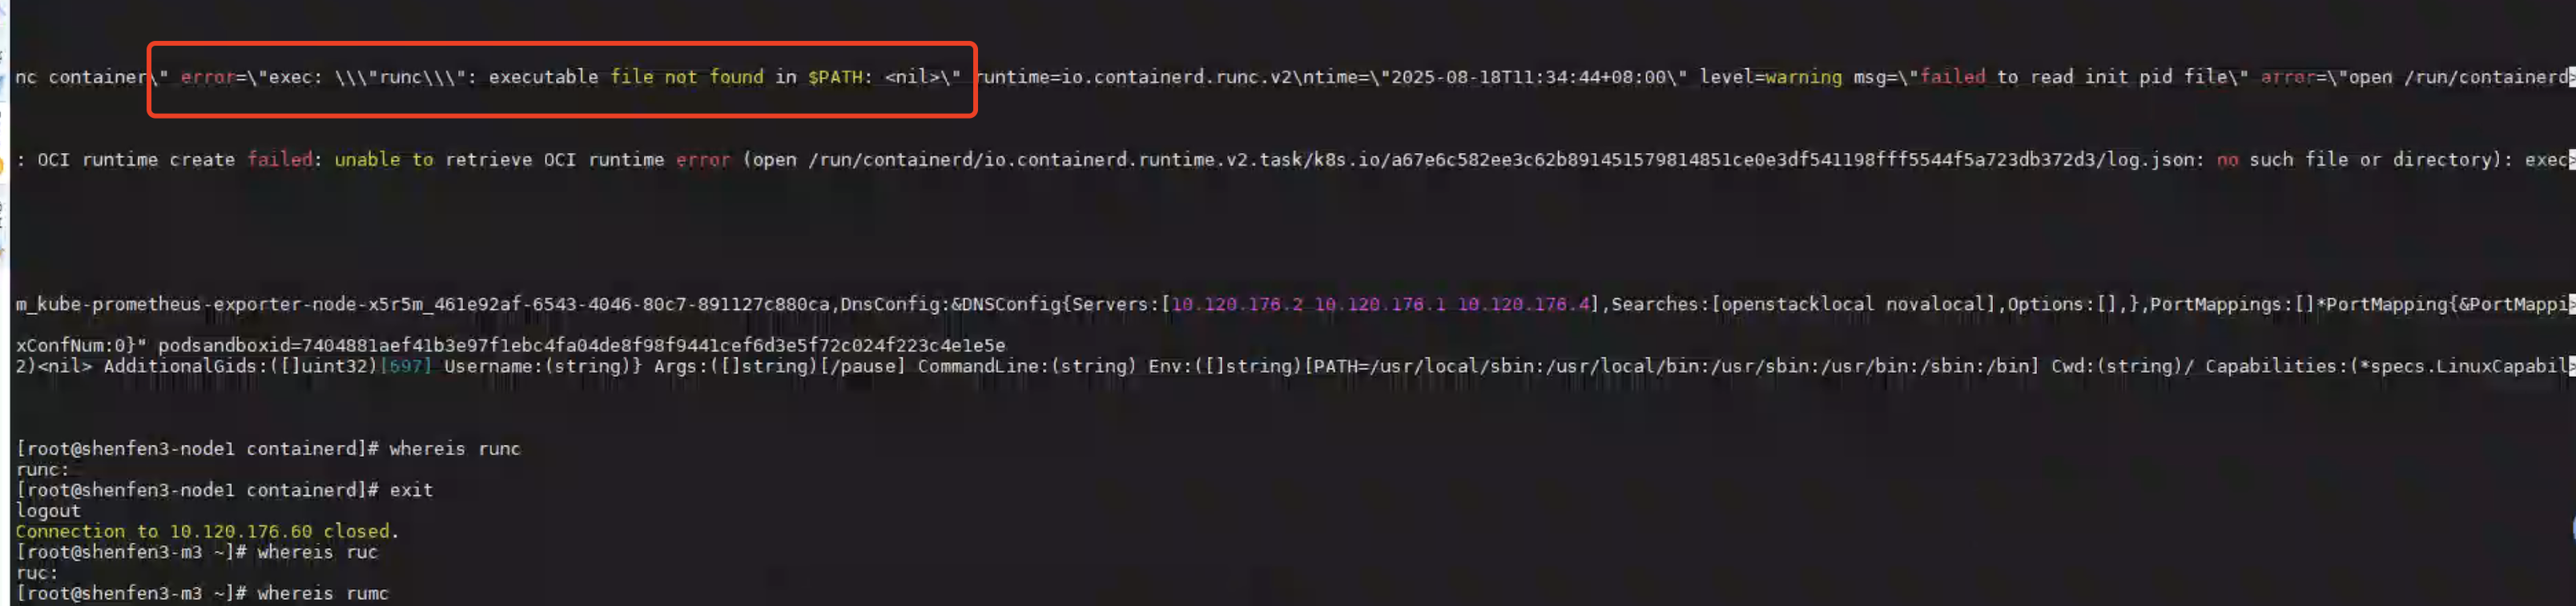 nc container\" error=\"exec: \\\"runc\\\": executable file not found in $PATH: <nil>\" runtime=io.containerd.runc.v2\ntime=\"2025-08-18T11:34:44+08:00\" level=warning msg=\"failed to read init pid file\" error=\"open /run/containerd>
: OCI runtime create failed: unable to retrieve OCI runtime error (open /run/containerd/io.containerd.runtime.v2.task/k8s.io/a67e6c582ee3c62b891451579814851ce0e3df541198fff5544f5a723db372d3/log.json: no such file or directory): exec>
m_kube-prometheus-exporter-node-x5r5m_461e92af-6543-4046-80c7-891127c880ca,DnsConfig:&DNSConfig{Servers:[10.120.176.2 10.120.176.1 10.120.176.4],Searches:[openstacklocal novalocal],Options:[],},PortMappings:[]*PortMapping{&PortMappi>
xConfNum:0}" podsandboxid=7404881aef41b3e97f1ebc4fa04de8f98f9441cef6d3e5f72c024f223c4e1e5e
2)<nil> AdditionalGids:([]uint32)[597] Username:(string)} Args:([]string)[/pause] CommandLine:(string) Env:([]string)[PATH=/usr/local/sbin:/usr/local/bin:/usr/sbin:/usr/bin:/sbin:/bin] Cwd:(string)/ Capabilities:(*specs.LinuxCapabil>
[root@shenfen3-node1 containerd]# whereis runc
runc:
[root@shenfen3-node1 containerd]# exit
logout
Connection to 10.120.176.60 closed.
[root@shenfen3-m3 ~]# whereis ruc
ruc:
[root@shenfen3-m3 ~]# whereis rumc